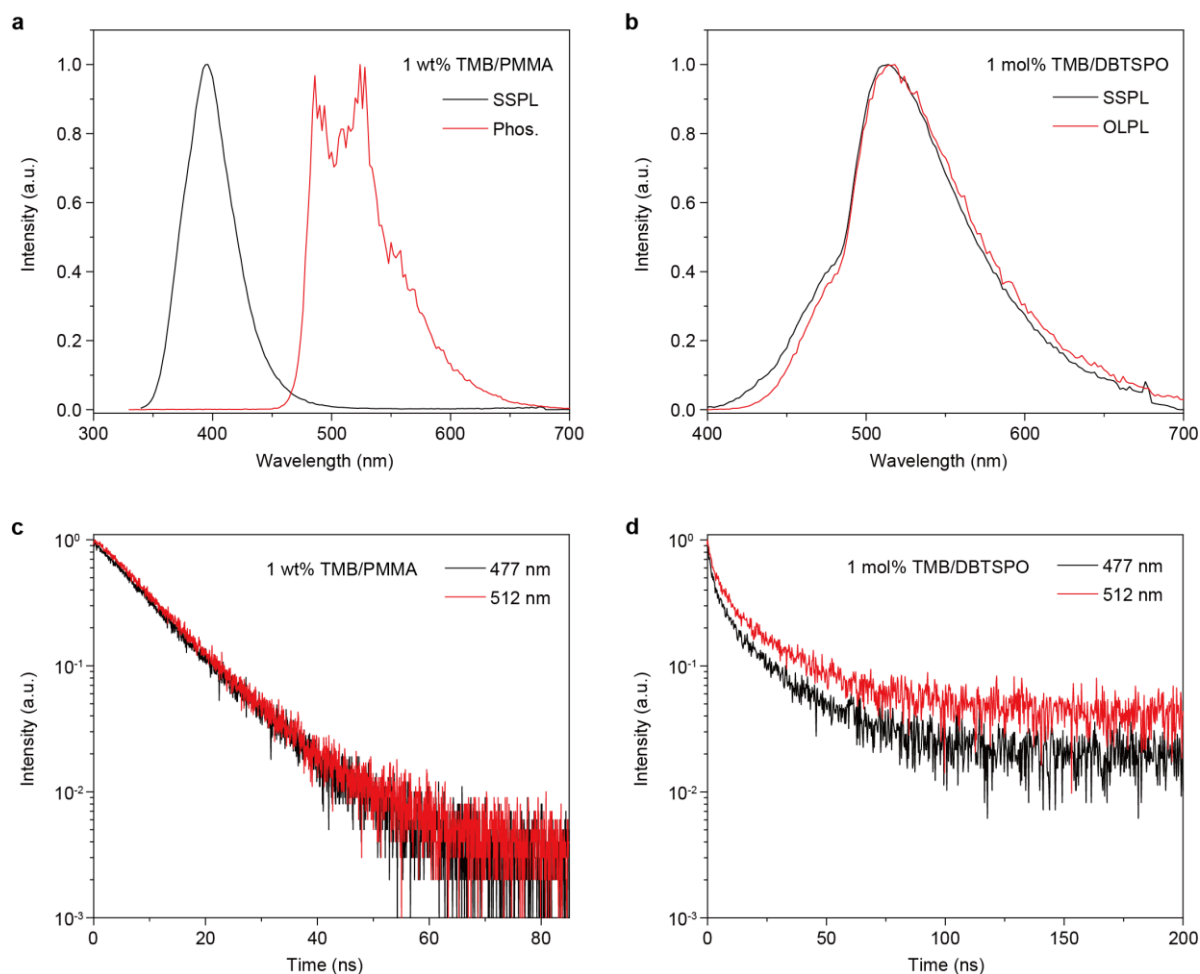 a
1 wt% TMB/PMMA
SSPL
Phos.
Intensity (a.u.)
1.0
0.8
0.6
0.4
0.2
0.0
300
400
500
600
700
Wavelength (nm)
b
1 mol% TMB/DBTSPO
SSPL
OLPL
Intensity (a.u.)
1.0
0.8
0.6
0.4
0.2
0.0
400
500
600
700
Wavelength (nm)
c
1 wt% TMB/PMMA
477 nm
512 nm
Intensity (a.u.)
10⁰
10⁻¹
10⁻²
10⁻³
0
20
40
60
80
Time (ns)
d
1 mol% TMB/DBTSPO
477 nm
512 nm
Intensity (a.u.)
10⁰
10⁻¹
10⁻²
10⁻³
0
50
100
150
200
Time (ns)